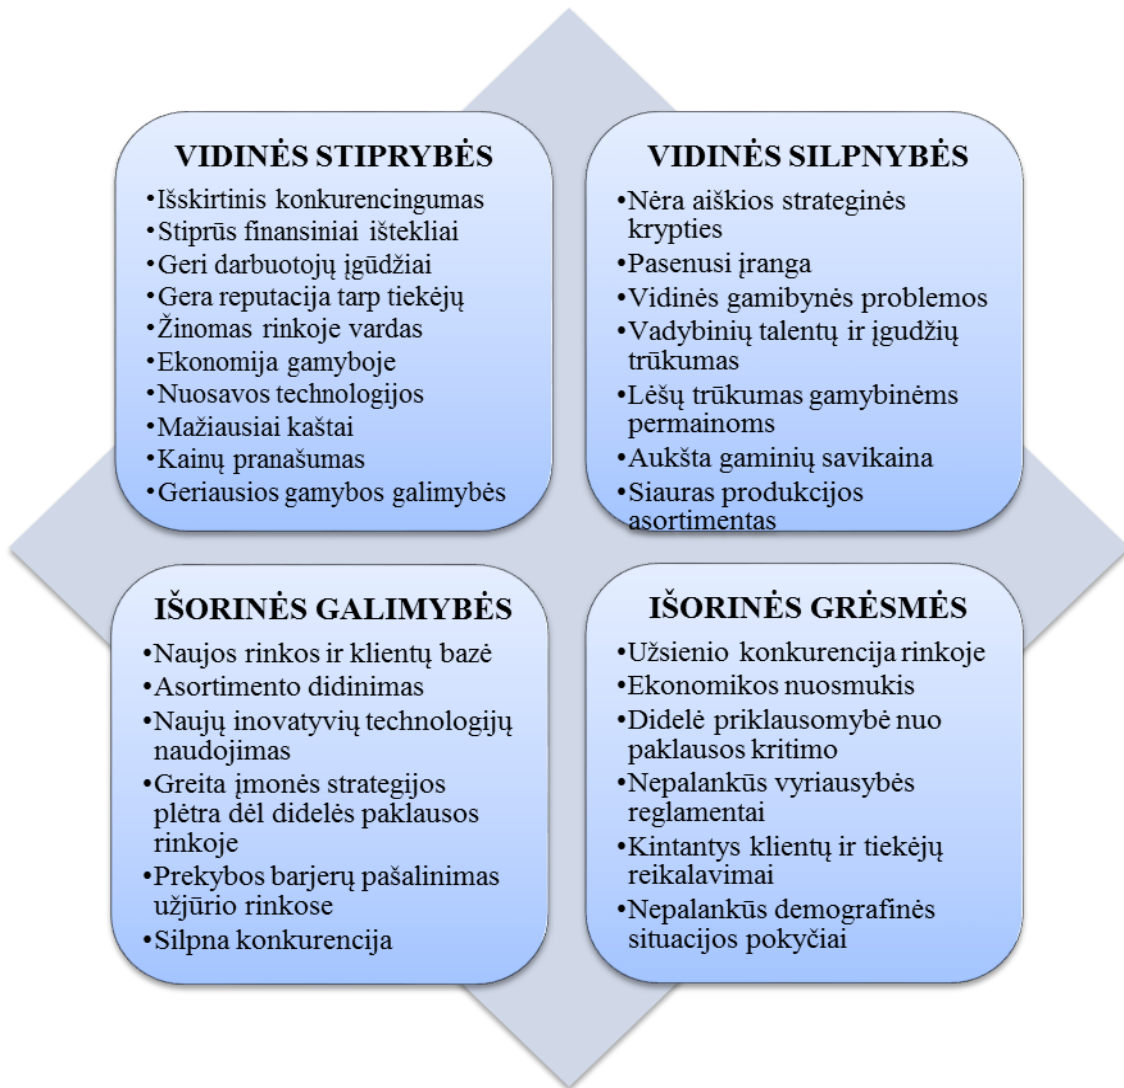 VIDINĖS STIPRYBĖS
•Išskirtinis konkurencingumas
•Stiprūs finansiniai ištekliai
•Geri darbuotojų įgūdžiai
•Gera reputacija tarp tiekėjų
•Žinomas rinkoje vardas
•Ekonomija gamyboje
•Nuosavos technologijos
•Mažiausiai kaštai
•Kainų pranašumas
•Geriausios gamybos galimybės
VIDINĖS SILPNYBĖS
•Nėra aiškios strateginės
krypties
•Pasenusi įranga
•Vidinės gamibynės problemos
•Vadybinių talentų ir įgudžių
trūkumas
•Lėšų trūkumas gamybinėms
permainoms
•Aukšta gaminių savikaina
•Siauras produkcijos
asortimentas
IŠORINĖS GALIMYBĖS
•Naujos rinkos ir klientų bazė
•Asortimento didinimas
•Naujų inovatyvių technologijų
naudojimas
•Greita įmonės strategijos
plėtra dėl didelės paklausos
rinkoje
•Prekybos barjerų pašalinimas
užjūrio rinkose
•Silpna konkurencija
IŠORINĖS GRĖSMĖS
•Užsienio konkurencija rinkoje
•Ekonomikos nuosmukis
•Didelė priklausomybė nuo
paklausos kritimo
•Nepalankūs vyriausybės
reglamentai
•Kintantys klientų ir tiekėjų
reikalavimai
•Nepalankūs demografinės
situacijos pokyčiai